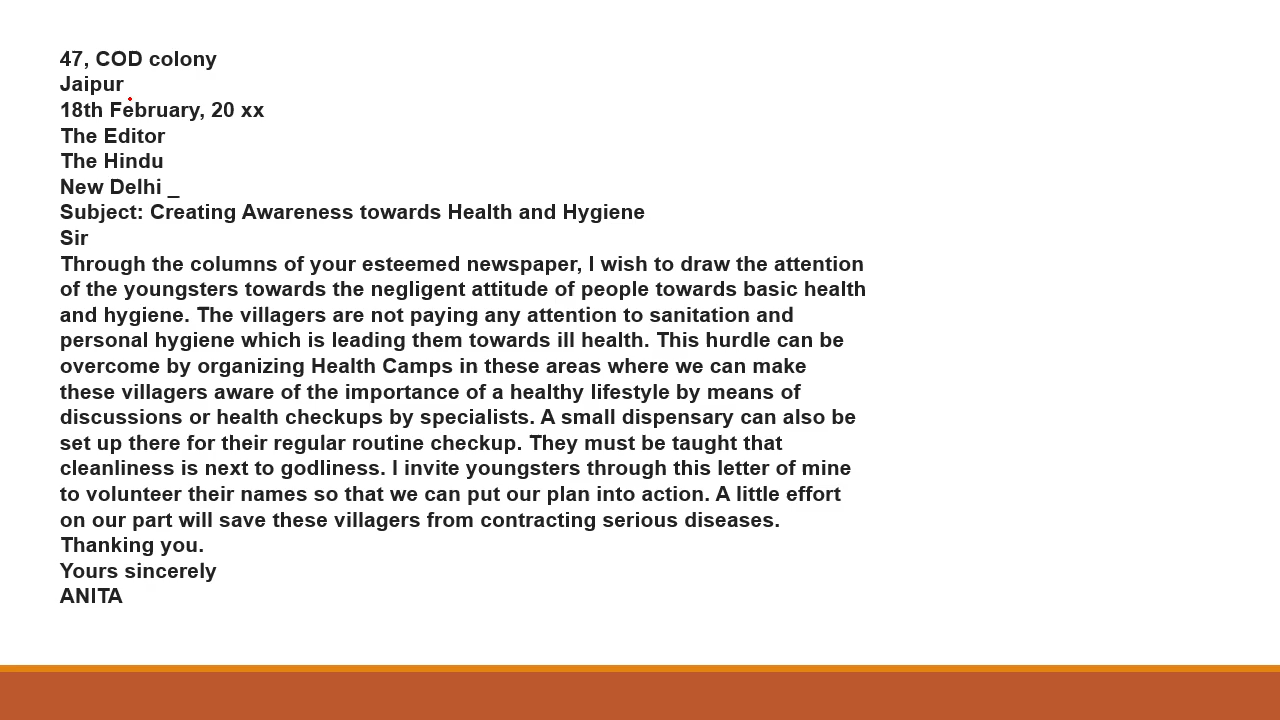 47, COD colony
Jaipur
18th February, 20 xx
The Editor
The Hindu
New Delhi _
Subject: Creating Awareness towards Health and Hygiene
Sir
Through the columns of your esteemed newspaper, I wish to draw the attention
of the youngsters towards the negligent attitude of people towards basic health
and hygiene. The villagers are not paying any attention to sanitation and
personal hygiene which is leading them towards ill health. This hurdle can be
overcome by organizing Health Camps in these areas where we can make
these villagers aware of the importance of a healthy lifestyle by means of
discussions or health checkups by specialists. A small dispensary can also be
set up there for their regular routine checkup. They must be taught that
cleanliness is next to godliness. I invite youngsters through this letter of mine
to volunteer their names so that we can put our plan into action. A little effort
on our part will save these villagers from contracting serious diseases.
Thanking you.
Yours sincerely
ANITA